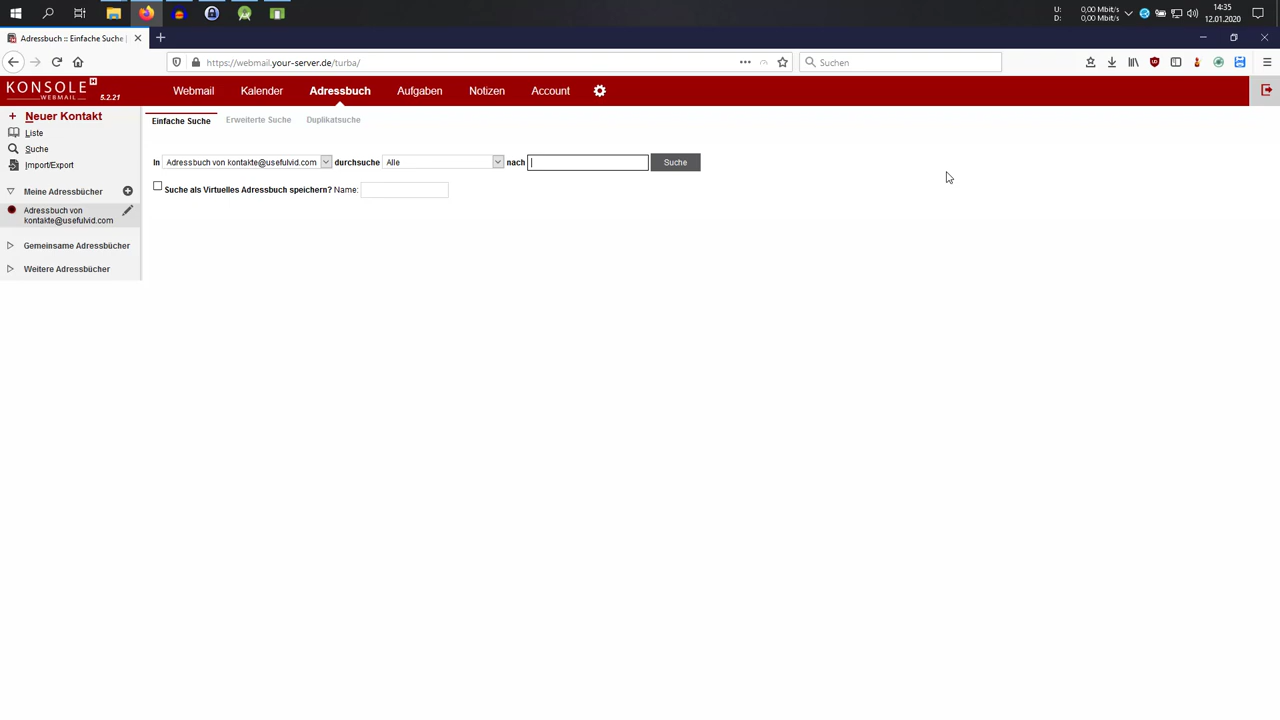 U: 0,00 Mbit/s
D: 0,00 Mbit/s
14:35
12.01.2020
Adressbuch :: Einfache Suche
https://webmail.your-server.de/turba/
Suchen
KONSOLE H
WEBMAIL 5.2.21
Webmail Kalender Adressbuch Aufgaben Notizen Account
Neuer Kontakt
Liste
Suche
Import/Export
Meine Adressbücher
Adressbuch von
kontakte@usefulvid.com
Gemeinsame Adressbücher
Weitere Adressbücher
Einfache Suche Erweiterte Suche Duplikatsuche
In Adressbuch von kontakte@usefulvid.com durchsuche Alle nach Suche
Suche als Virtuelles Adressbuch speichern? Name: